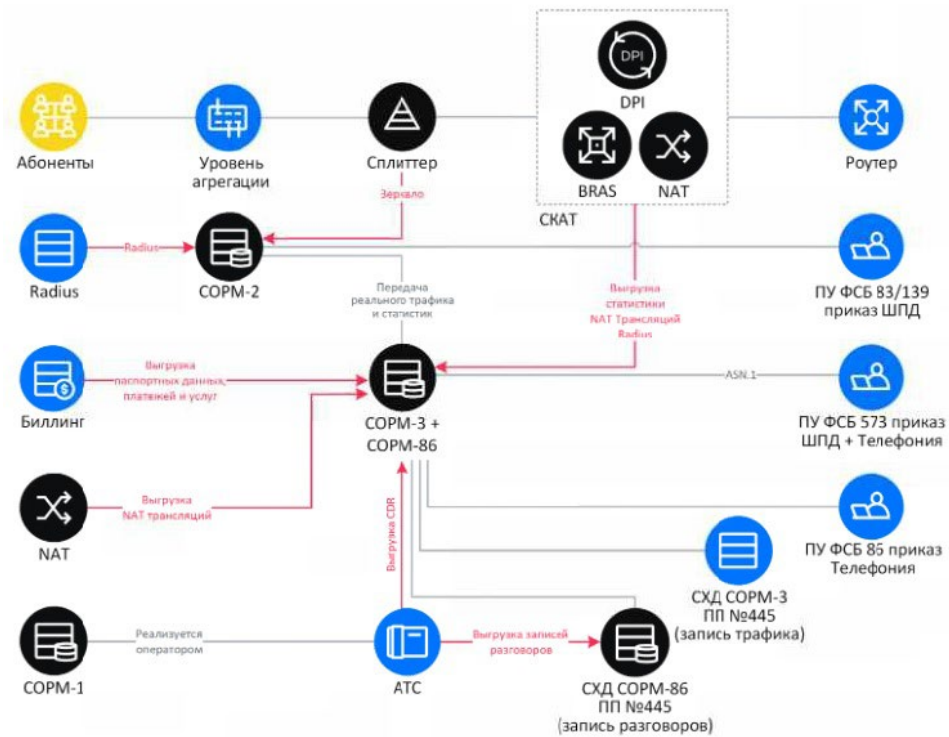 DPI
DPI
BRAS
NAT
СКАТ
Абоненты
Уровень
агрегации
Сплиттер
Роутер
Зеркало
Radius
Radius
СОРМ-2
ПУ ФСБ 83/139
приказ ШПД
Передача
реального трафика
и статистик
Выгрузка
статистики
NAT Трансляций
Radius
Биллинг
Выгрузка
паспортных данных,
платежей и услуг
СОРМ-3 +
СОРМ-86
ASN.1
ПУ ФСБ 573 приказ
ШПД + Телефония
NAT
Выгрузка
NAT трансляций
Выгрузка CDR
ПУ ФСБ 86 приказ
Телефония
СХД СОРМ-3
ПП №445
(запись трафика)
СОРМ-1
Реализуется
оператором
АТС
Выгрузка записей
разговоров
СХД СОРМ-86
ПП №445
(запись разговоров)